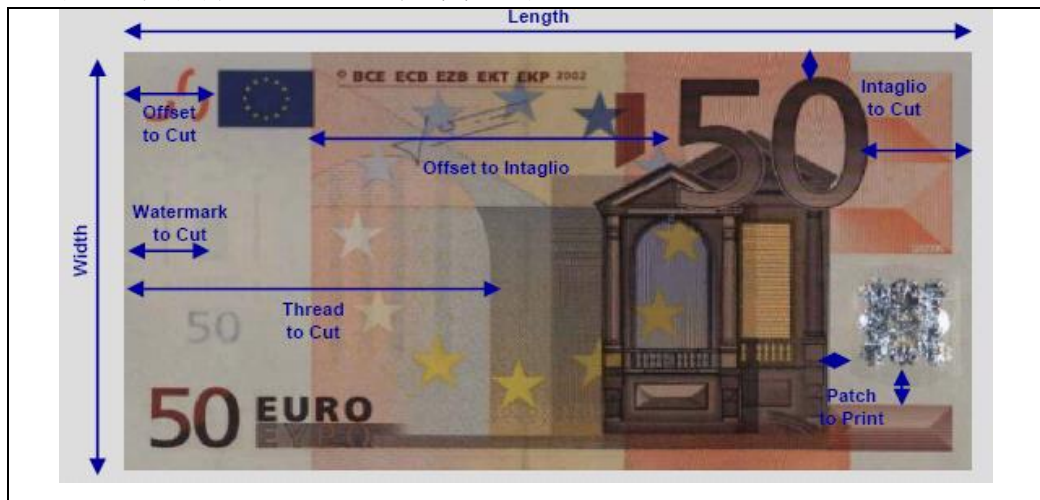 Length
© BCE ECB EZB EKT EKP 2002
50
Intaglio
to Cut
Offset
to Cut
Offset to Intaglio
Watermark
to Cut
Width
Thread
to Cut
50
Patch
to Print
50 EURO
ΕΥΡΩ